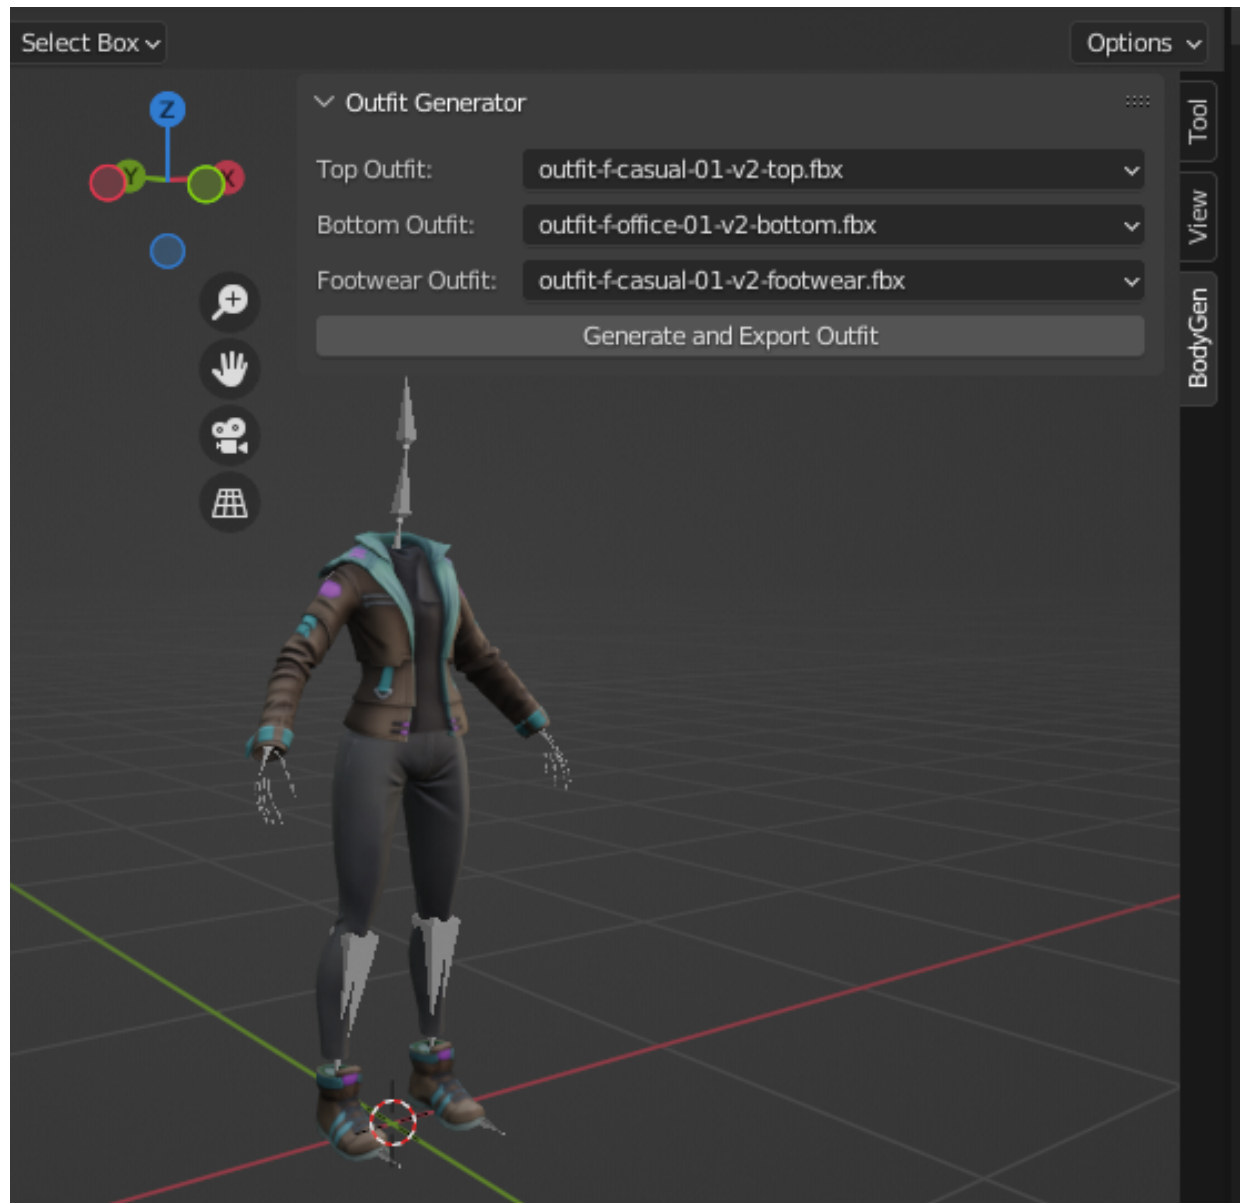 Select Box
Options
Z
Y
X
Outfit Generator
Top Outfit:
outfit-f-casual-01-v2-top.fbx
Bottom Outfit:
outfit-f-office-01-v2-bottom.fbx
Footwear Outfit:
outfit-f-casual-01-v2-footwear.fbx
Generate and Export Outfit
Tool
View
BodyGen